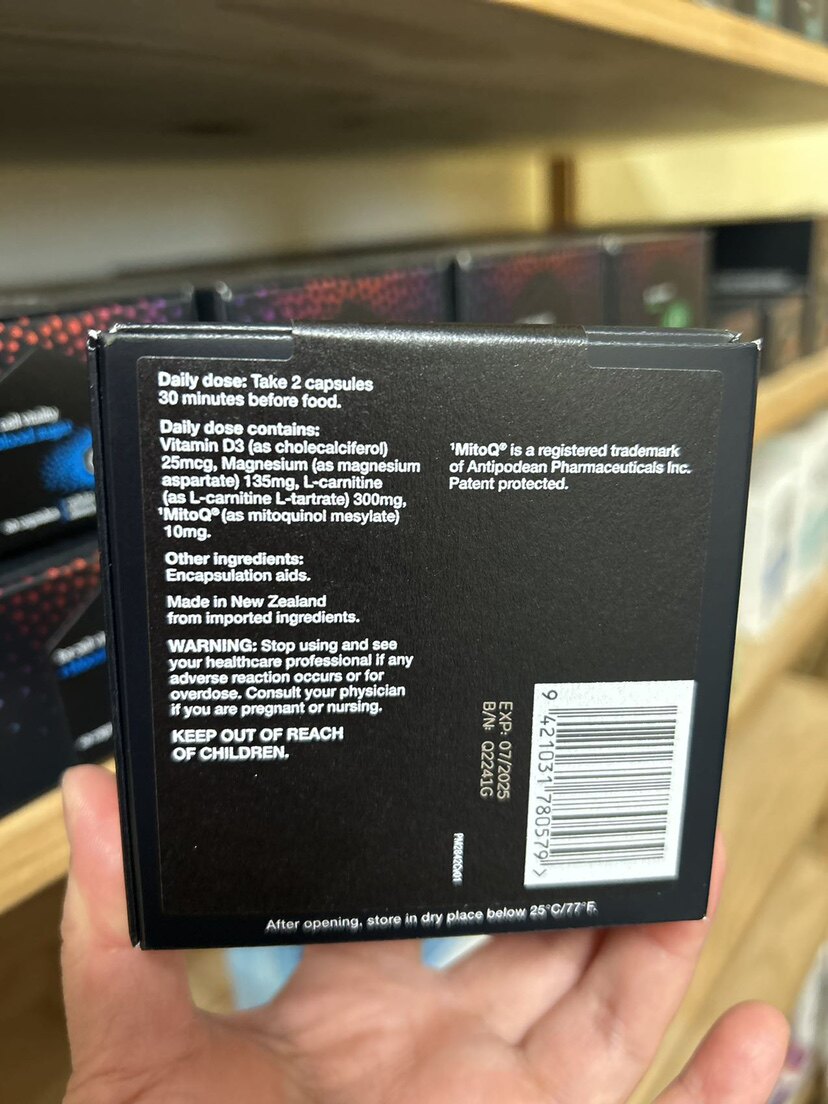 Daily dose: Take 2 capsules
30 minutes before food.
Daily dose contains:
Vitamin D3 (as cholecalciferol)
25mcg, Magnesium (as magnesium
aspartate) 135mg, L-carnitine
(as L-carnitine L-tartrate) 300mg,
¹MitoQ® (as mitoquinol mesylate)
10mg.
Other ingredients:
Encapsulation aids.
Made in New Zealand
from imported ingredients.
WARNING: Stop using and see
your healthcare professional if any
adverse reaction occurs or for
overdose. Consult your physician
if you are pregnant or nursing.
KEEP OUT OF REACH
OF CHILDREN.
¹MitoQ® is a registered trademark
of Antipodean Pharmaceuticals Inc.
Patent protected.
EXP: 07/2025
B/N: Q2241G
9 421031 780579 >
After opening, store in dry place below 25°C/77°F.